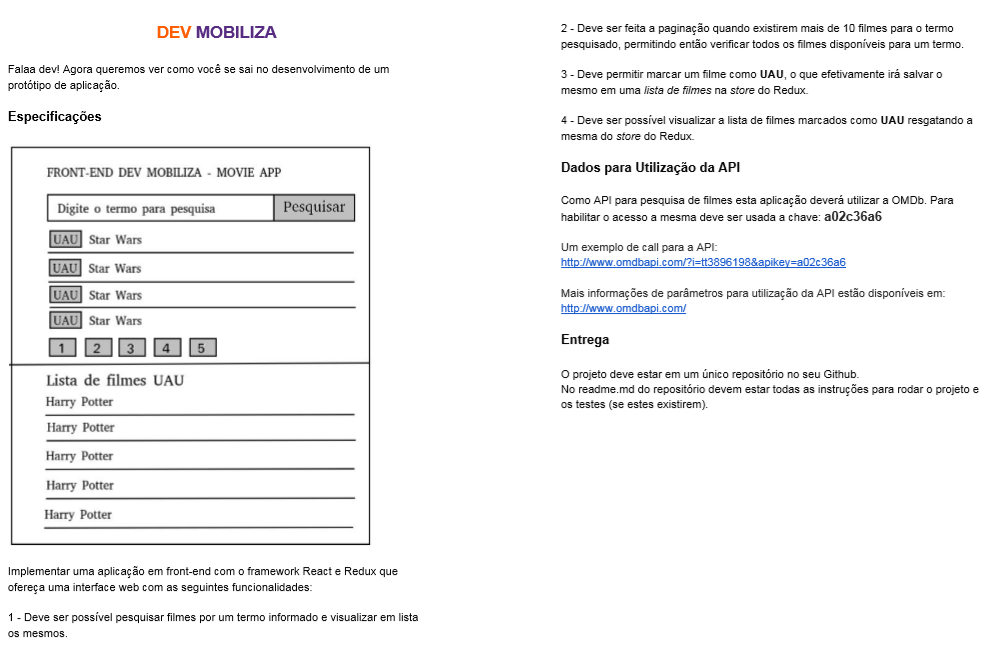 DEV MOBILIZA
Falaa dev! Agora queremos ver como você se sai no desenvolvimento de um
protótipo de aplicação.
Especificações
FRONT-END DEV MOBILIZA - MOVIE APP
Digite o termo para pesquisa Pesquisar
UAU Star Wars
UAU Star Wars
UAU Star Wars
UAU Star Wars
1 2 3 4 5
Lista de filmes UAU
Harry Potter
Harry Potter
Harry Potter
Harry Potter
Harry Potter
Implementar uma aplicação em front-end com o framework React e Redux que
ofereça uma interface web com as seguintes funcionalidades:
1 - Deve ser possível pesquisar filmes por um termo informado e visualizar em lista
os mesmos.
2 - Deve ser feita a paginação quando existirem mais de 10 filmes para o termo
pesquisado, permitindo então verificar todos os filmes disponíveis para um termo.
3 - Deve permitir marcar um filme como UAU, o que efetivamente irá salvar o
mesmo em uma lista de filmes na store do Redux.
4 - Deve ser possível visualizar a lista de filmes marcados como UAU resgatando a
mesma do store do Redux.
Dados para Utilização da API
Como API para pesquisa de filmes esta aplicação deverá utilizar a OMDb. Para
habilitar o acesso a mesma deve ser usada a chave: a02c36a6
Um exemplo de call para a API:
http://www.omdbapi.com/?i=tt3896198&apikey=a02c36a6
Mais informações de parâmetros para utilização da API estão disponíveis em:
http://www.omdbapi.com/
Entrega
O projeto deve estar em um único repositório no seu Github.
No readme.md do repositório devem estar todas as instruções para rodar o projeto e
os testes (se estes existirem).